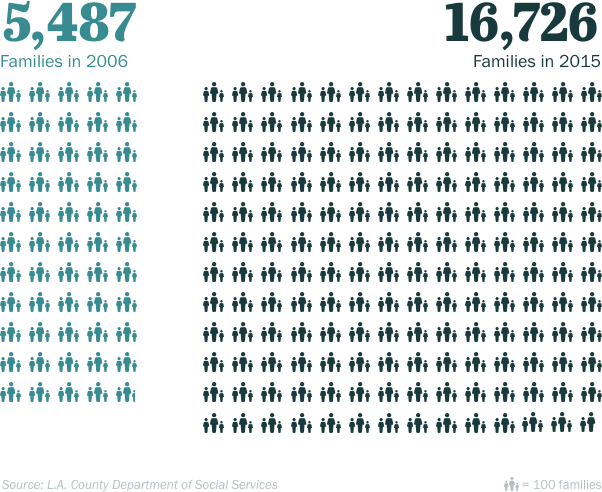 5,487
Families in 2006
16,726
Families in 2015
Source: L.A. County Department of Social Services
= 100 families